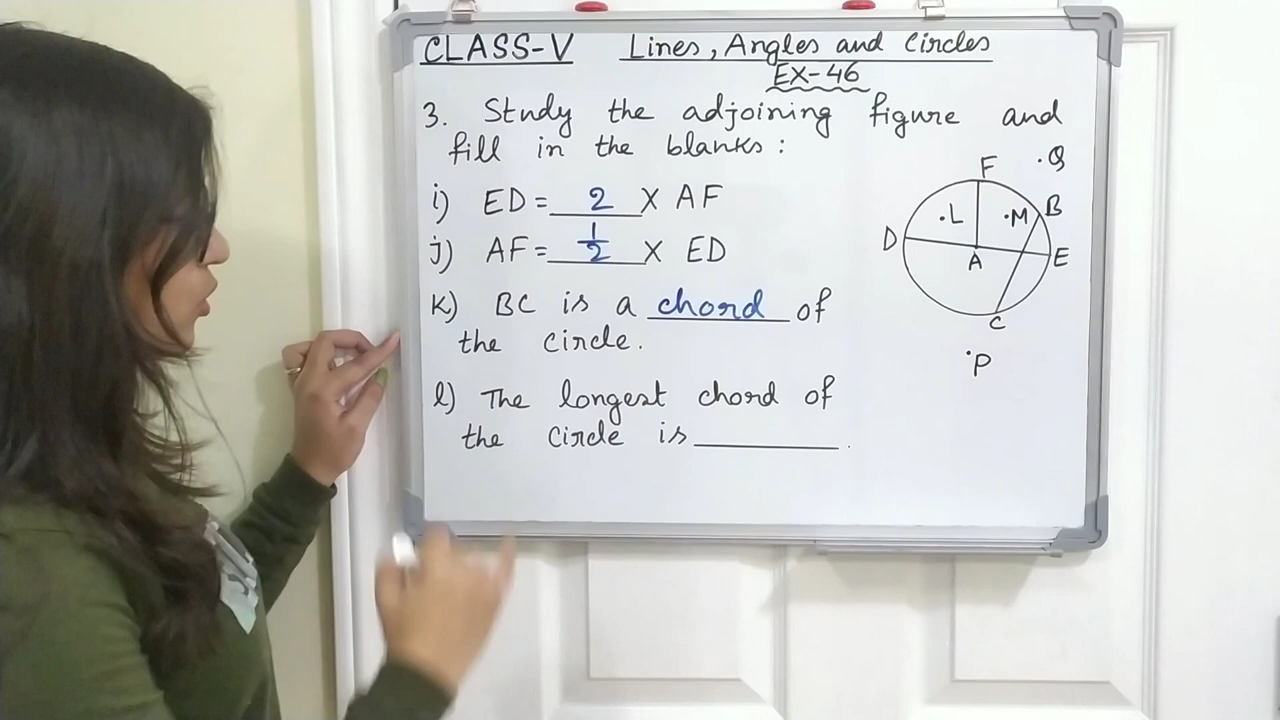 CLASS-V Lines, Angles and Circles
EX-46
3. Study the adjoining figure and
fill in the blanks :
i) ED = 2 X AF
j) AF = 1/2 X ED
k) BC is a chord of
the circle.
l) The longest chord of
the circle is ______.
F
.Q
.L
.M
B
D
A
E
C
.P